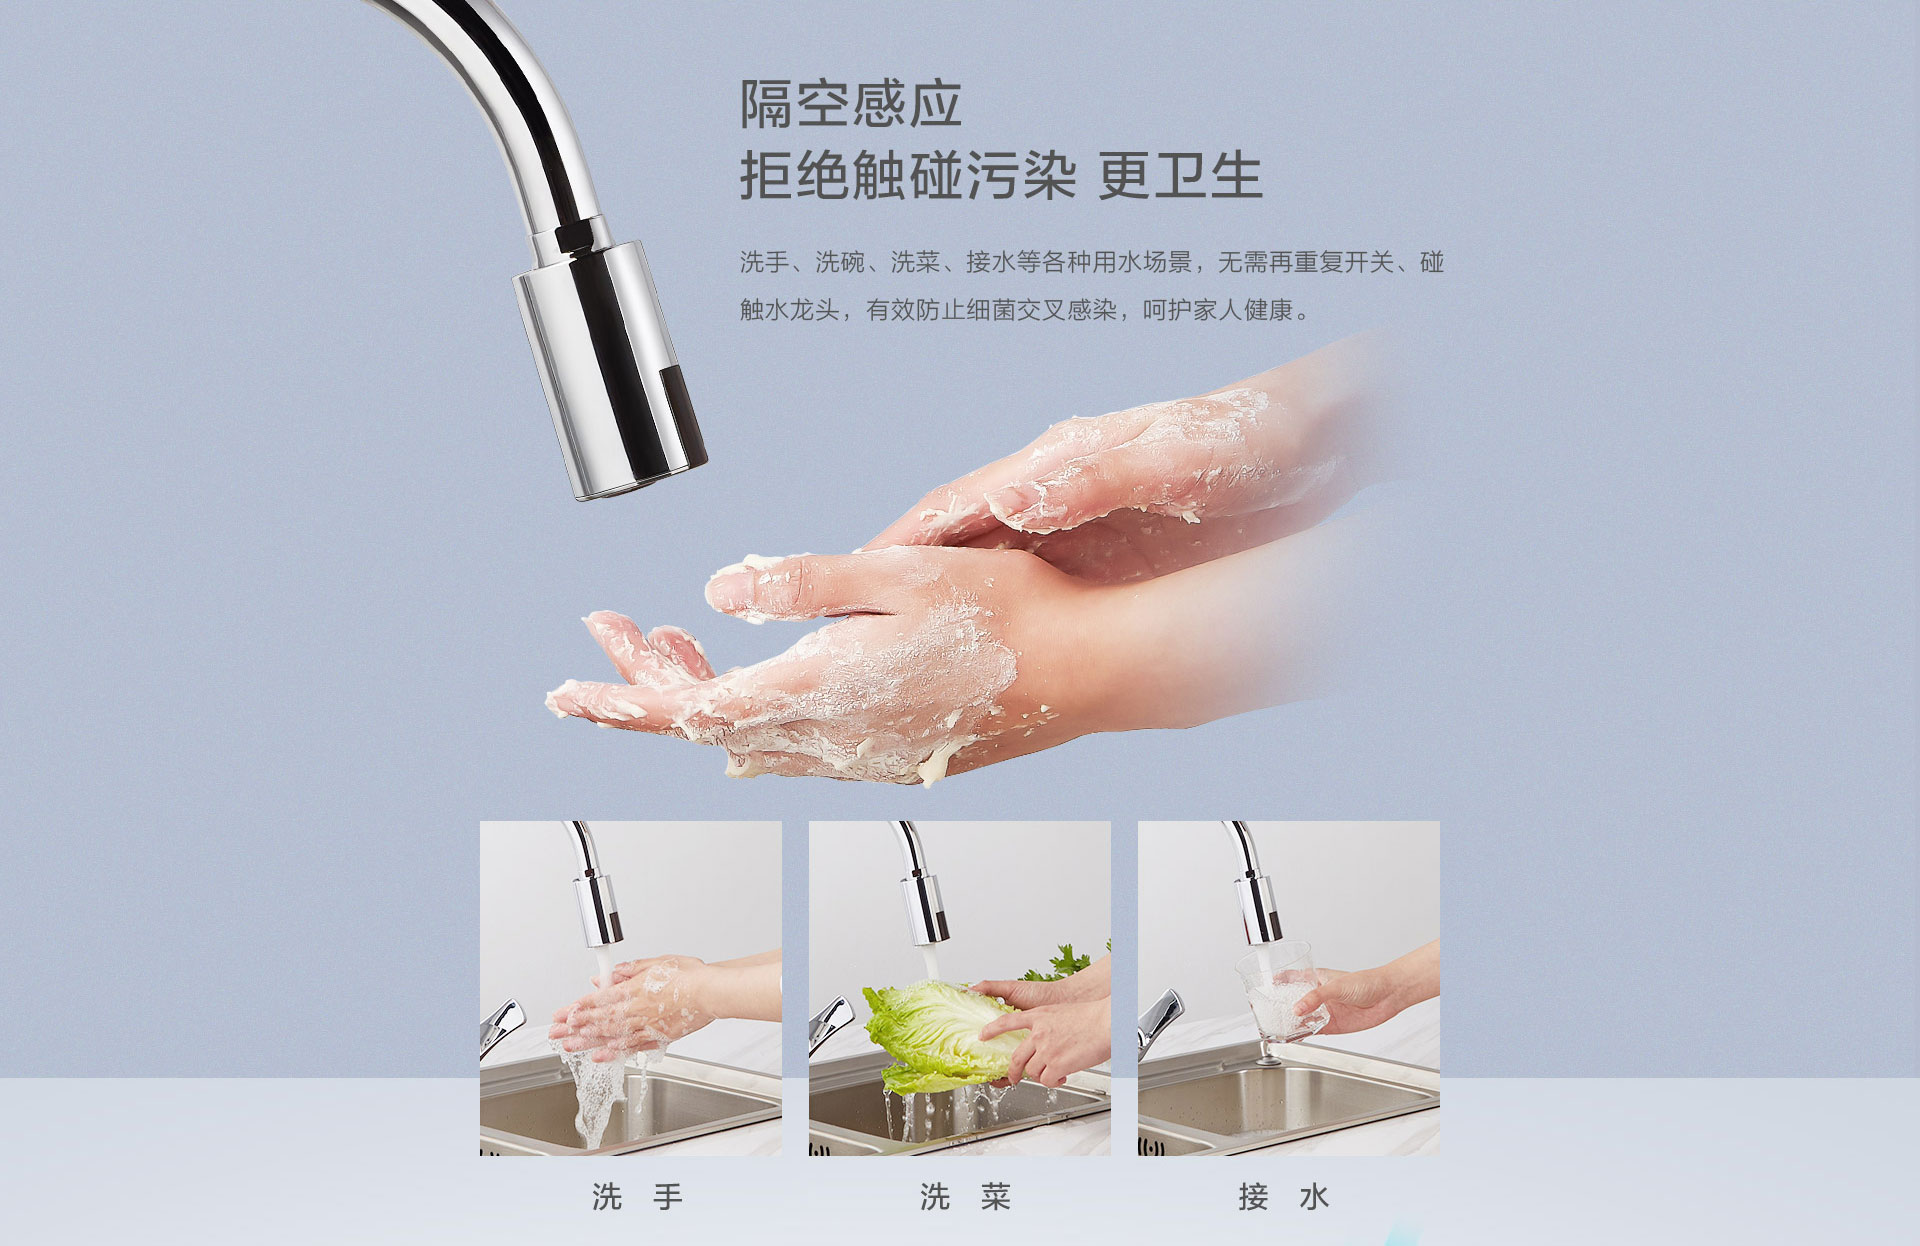 隔空感应
拒绝触碰污染 更卫生
洗手、洗碗、洗菜、接水等各种用水场景，无需再重复开关、碰
触水龙头，有效防止细菌交叉感染，呵护家人健康。
洗 手
洗 菜
接 水